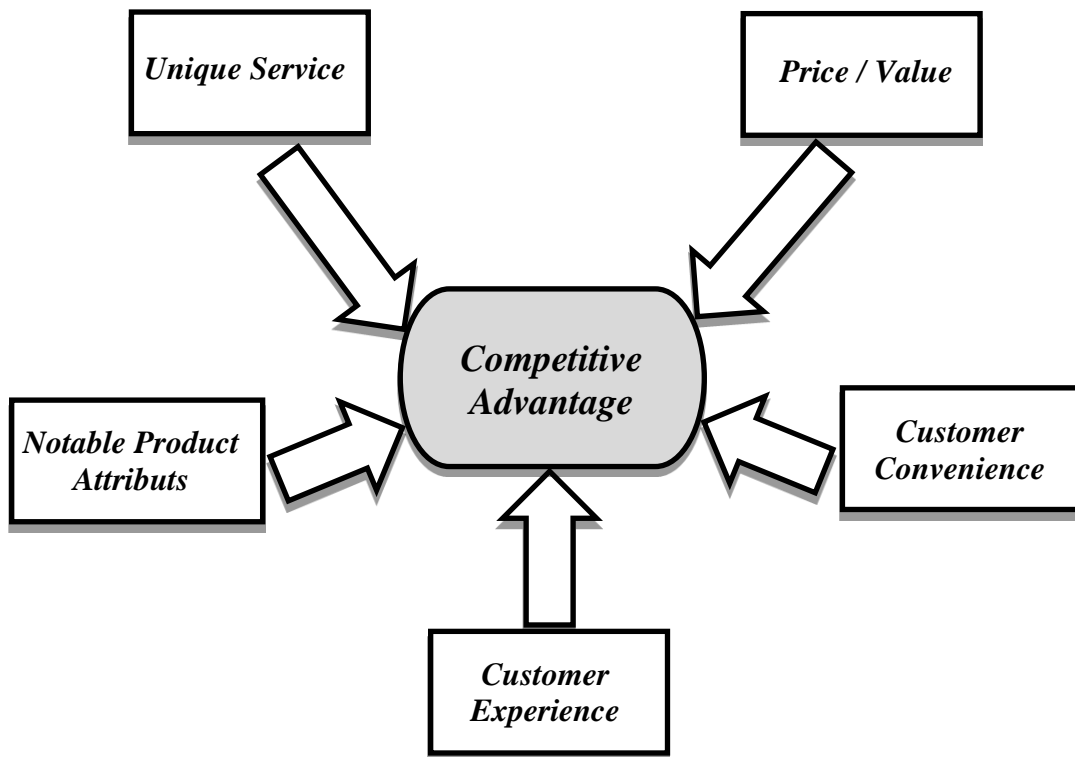 Unique Service
Price / Value
Competitive
Advantage
Notable Product
Attributs
Customer
Convenience
Customer
Experience